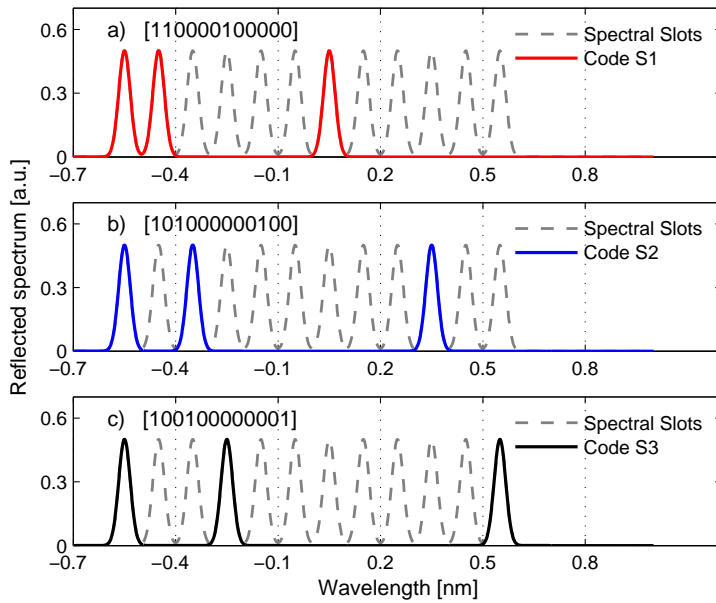 a) [110000100000]
Spectral Slots
Code S1
0.6
0.3
0
−0.7 −0.4 −0.1 0.2 0.5 0.8
b) [101000000100]
Spectral Slots
Code S2
0.6
0.3
0
−0.7 −0.4 −0.1 0.2 0.5 0.8
c) [100100000001]
Spectral Slots
Code S3
0.6
0.3
0
−0.7 −0.4 −0.1 0.2 0.5 0.8
Reflected spectrum [a.u.]
Wavelength [nm]